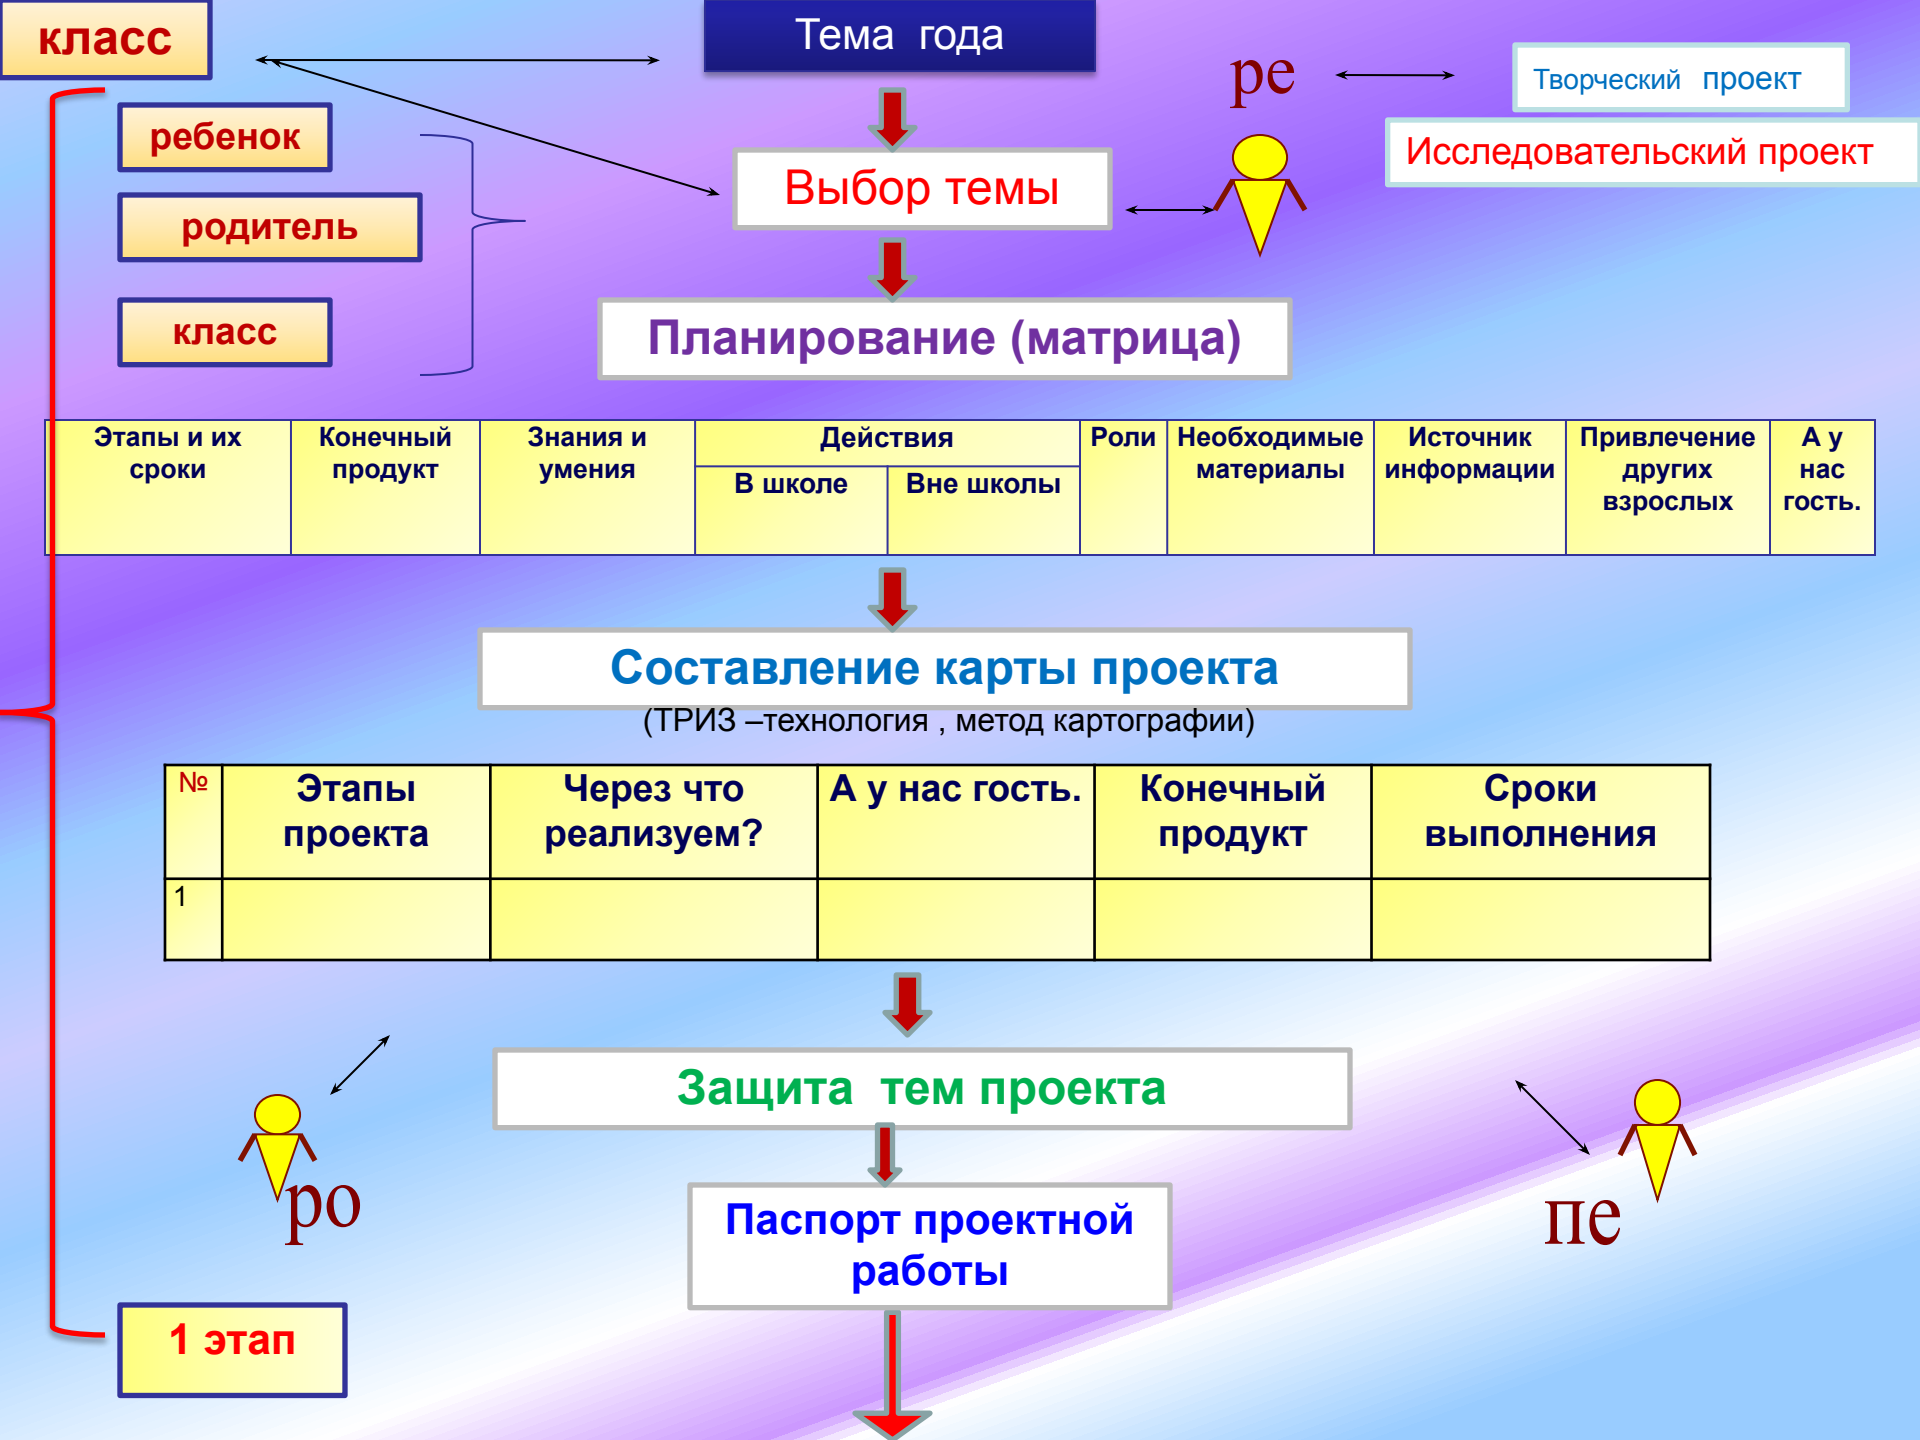 класс
Тема года
ре
Творческий проект
ребенок
Исследовательский проект
Выбор темы
родитель
класс
Планирование (матрица)
Этапы и их
сроки
Конечный
продукт
Знания и
умения
Действия
В школе
Вне школы
Роли
Необходимые
материалы
Источник
информации
Привлечение
других
взрослых
А у
нас
гость.
Составление карты проекта
(ТРИЗ –технология , метод картографии)
№
Этапы
проекта
Через что
реализуем?
А у нас гость.
Конечный
продукт
Сроки
выполнения
1
Защита тем проекта
ро
пе
Паспорт проектной
работы
1 этап